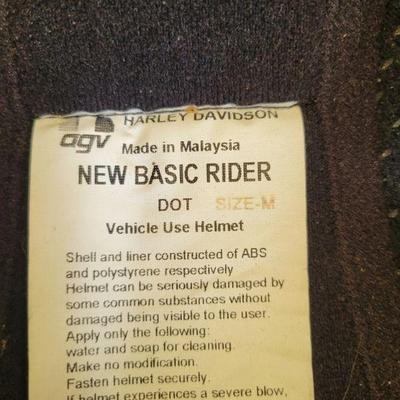 HARLEY DAVIDSON
agv
Made in Malaysia
NEW BASIC RIDER
DOT SIZE-M
Vehicle Use Helmet
Shell and liner constructed of ABS
and polystyrene respectively
Helmet can be seriously damaged by
some common substances without
damaged being visible to the user.
Apply only the following:
water and soap for cleaning.
Make no modification.
Fasten helmet securely.
If helmet experiences a severe blow,